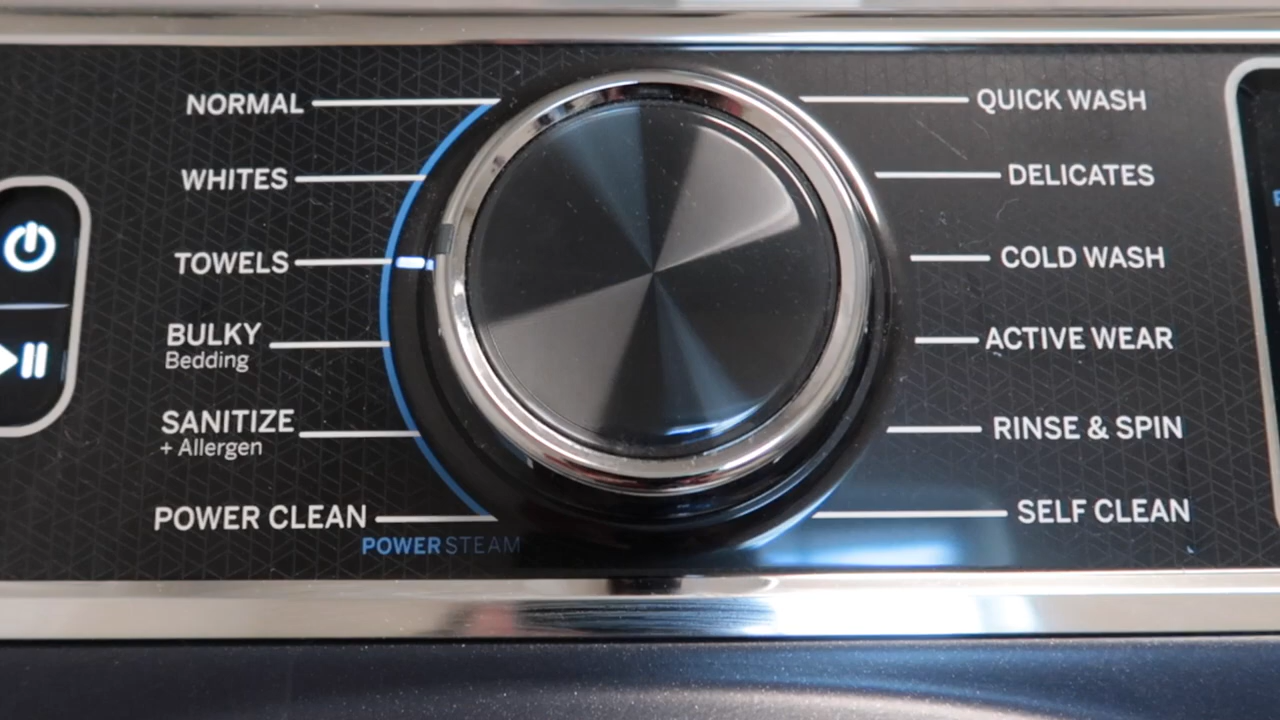 NORMAL
WHITES
TOWELS
BULKY
Bedding
SANITIZE
+ Allergen
POWER CLEAN
POWERSTEAM
QUICK WASH
DELICATES
COLD WASH
ACTIVE WEAR
RINSE & SPIN
SELF CLEAN